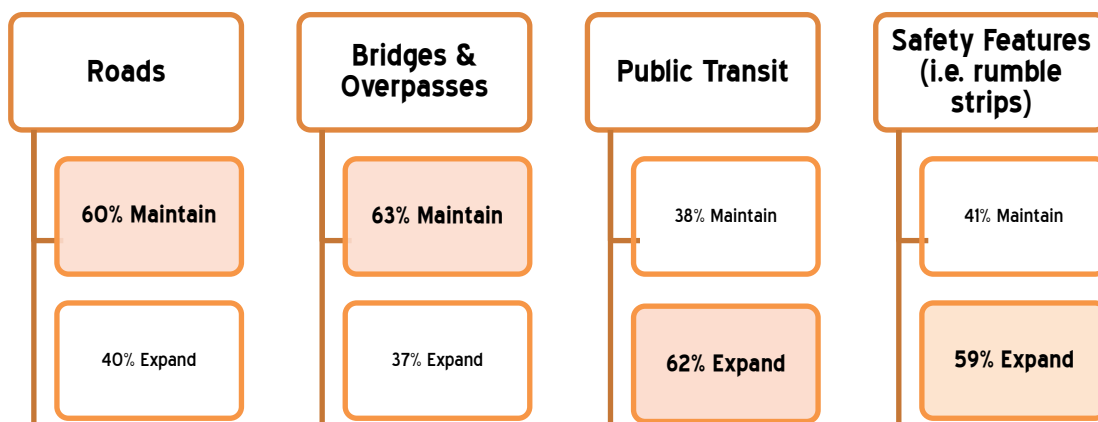 Roads
60% Maintain
40% Expand
Bridges &
Overpasses
63% Maintain
37% Expand
Public Transit
38% Maintain
62% Expand
Safety Features
(i.e. rumble
strips)
41% Maintain
59% Expand